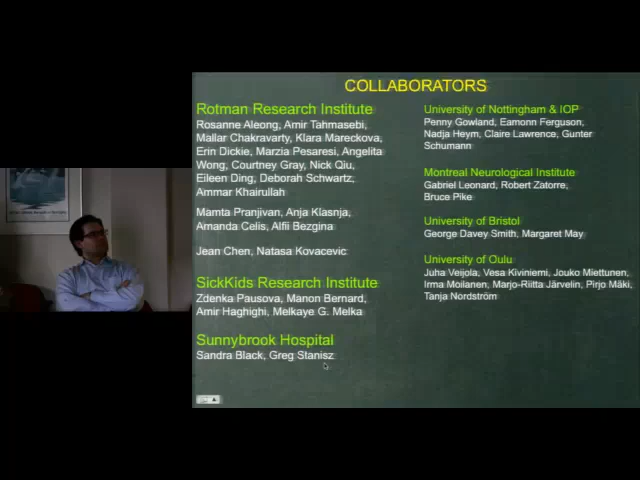 COLLABORATORS
Rotman Research Institute
Rosanne Aleong, Amir Tahmasebi,
Mallar Chakravarty, Klara Mareckova,
Erin Dickie, Marzia Pesaresi, Angelita
Wong, Courtney Gray, Nick Qiu,
Eileen Ding, Deborah Schwartz,
Ammar Khairullah
Mamta Pranjivan, Anja Klasnja,
Amanda Celis, Alfii Bezgina
Jean Chen, Natasa Kovacevic
SickKids Research Institute
Zdenka Pausova, Manon Bernard,
Amir Haghighi, Melkaye G. Melka
Sunnybrook Hospital
Sandra Black, Greg Stanisz
University of Nottingham & IOP
Penny Gowland, Eamonn Ferguson,
Nadja Heym, Claire Lawrence, Gunter
Schumann
Montreal Neurological Institute
Gabriel Leonard, Robert Zatorre,
Bruce Pike
University of Bristol
George Davey Smith, Margaret May
University of Oulu
Juha Veijola, Vesa Kiviniemi, Jouko Miettunen,
Irma Moilanen, Marjo-Riitta Järvelin, Pirjo Mäki,
Tanja Nordström